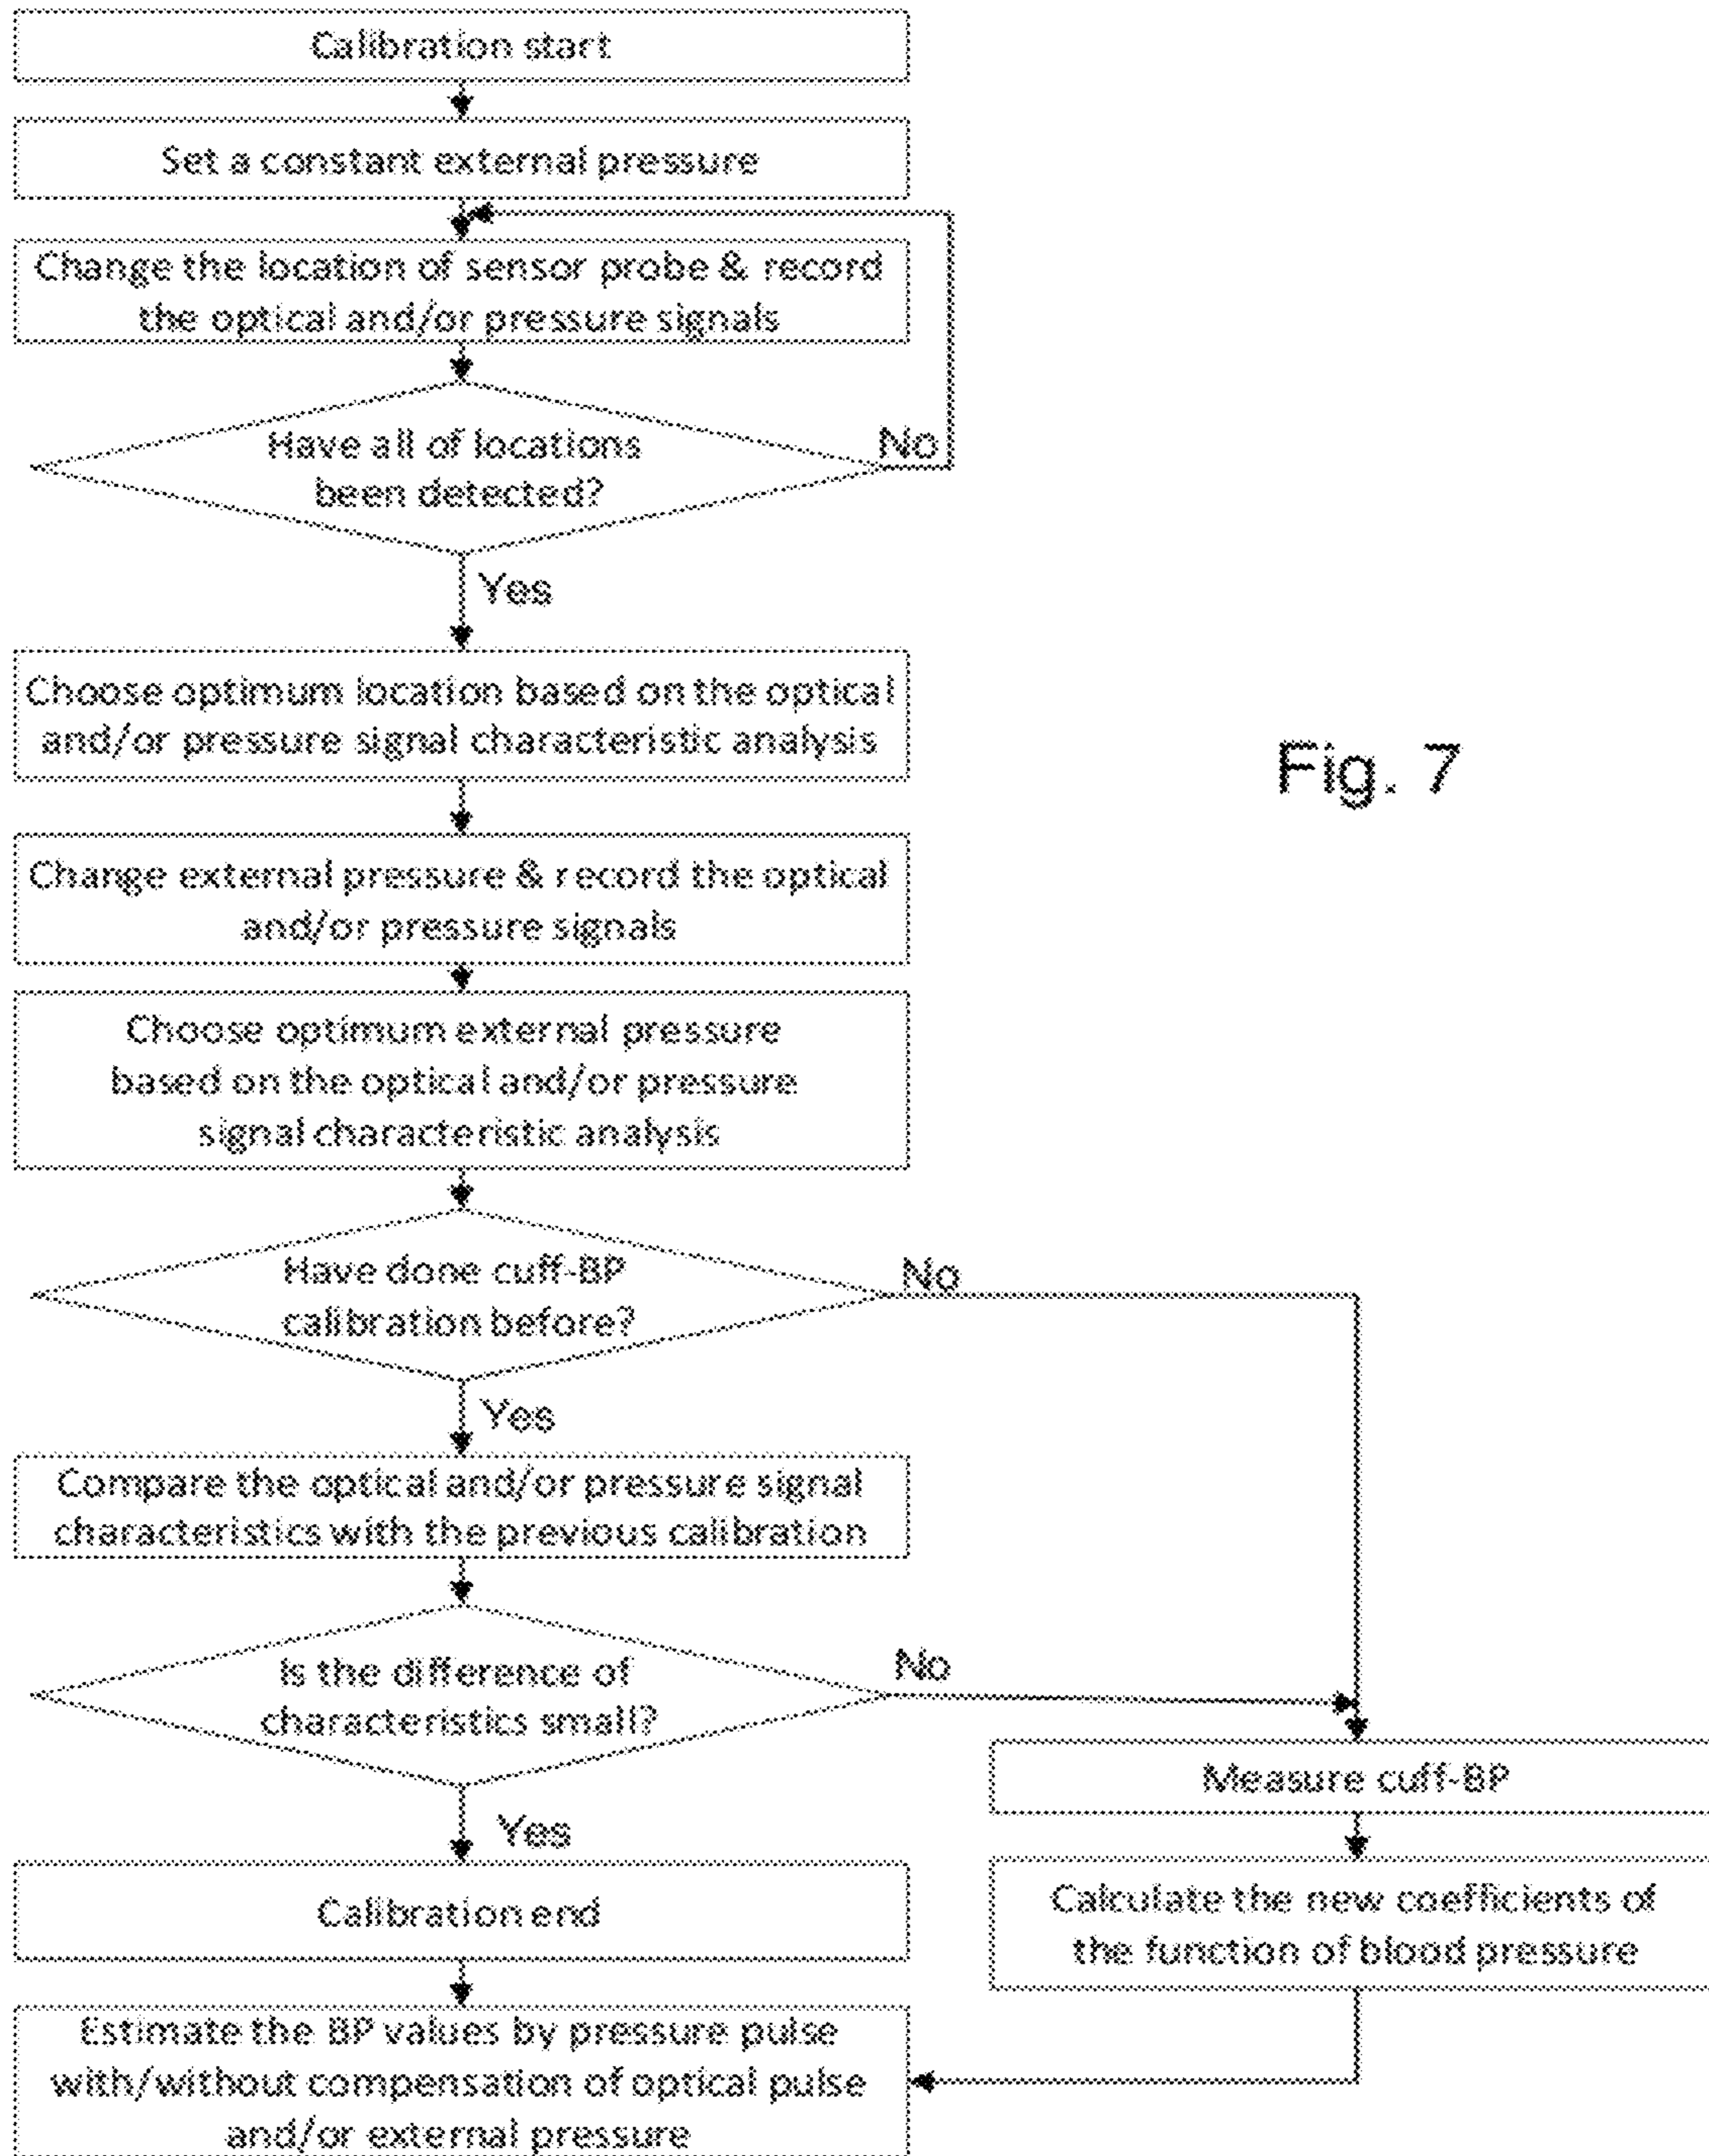 Calibration start
Set a constant external pressure
Change the location of sensor probe & record
the optical and/or pressure signals
Have all of locations
been detected?
No
Yes
Choose optimum location based on the optical
and/or pressure signal characteristic analysis
Fig. 7
Change external pressure & record the optical
and/or pressure signals
Choose optimum external pressure
based on the optical and/or pressure
signal characteristic analysis
Have done cuff-BP
calibration before?
No
Yes
Compare the optical and/or pressure signal
characteristics with the previous calibration
Is the difference of
characteristics small?
No
Yes
Measure cuff-BP
Calculate the new coefficients of
the function of blood pressure
Calibration end
Estimate the BP values by pressure pulse
with/without compensation of optical pulse
and/or external pressure